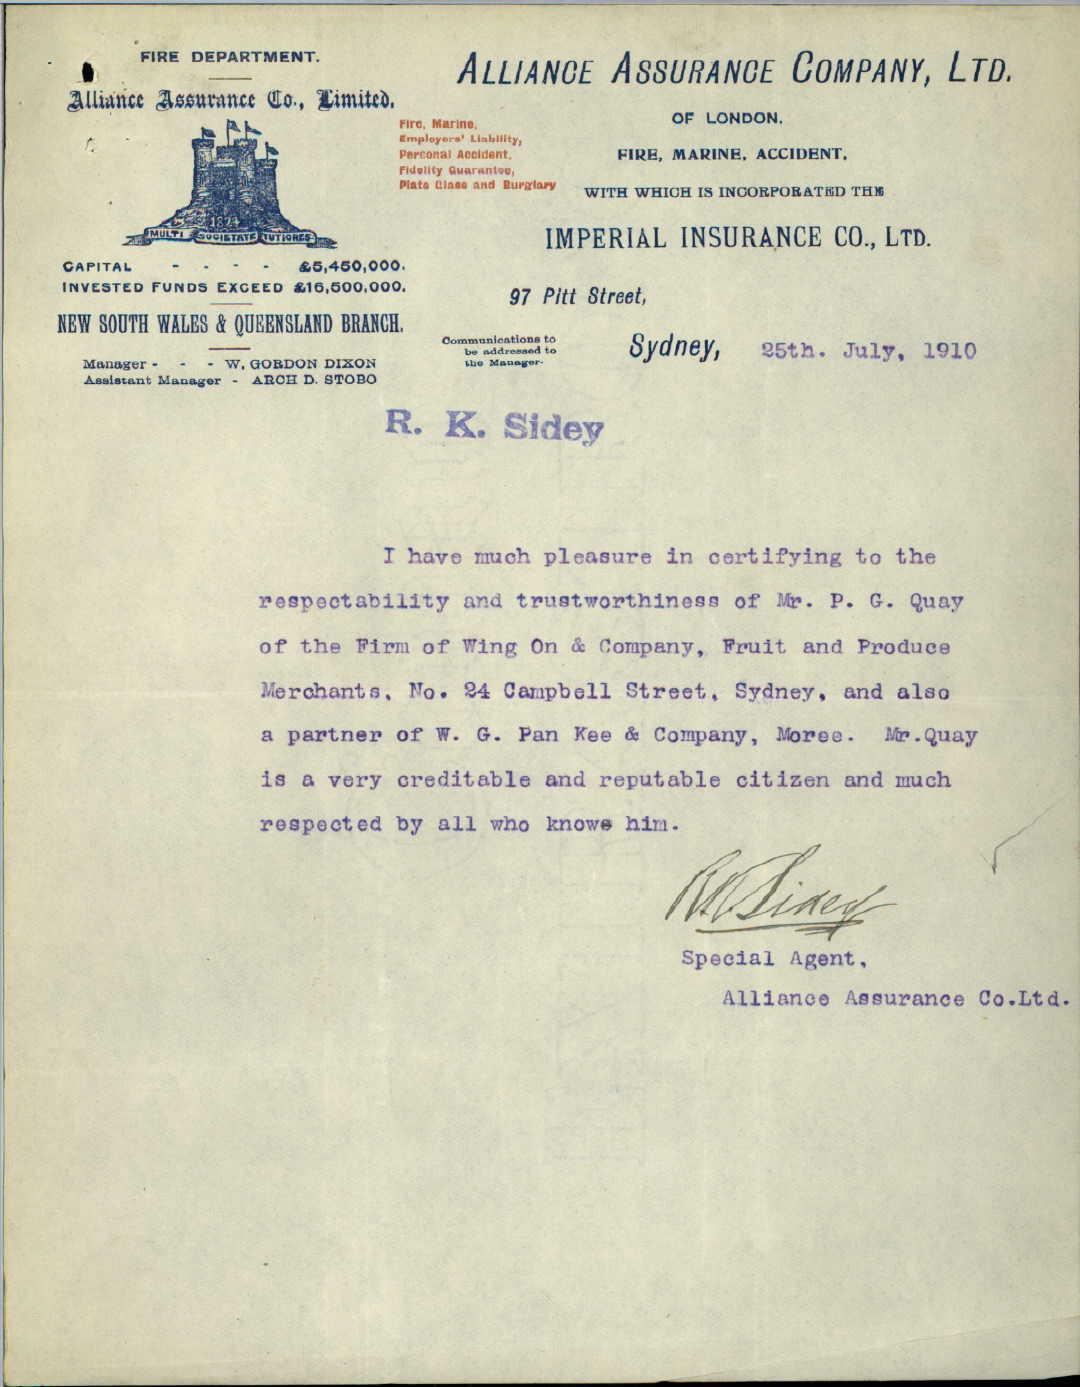 FIRE DEPARTMENT.
Alliance Assurance Co., Limited.
1824
MULTI SOCIETATE TUTIORES
CAPITAL - - - - £5,450,000.
INVESTED FUNDS EXCEED £16,500,000.
NEW SOUTH WALES & QUEENSLAND BRANCH.
Manager - - - W. GORDON DIXON
Assistant Manager - ARCH D. STOBO
Fire, Marine,
Employers' Liability,
Personal Accident,
Fidelity Guarantee,
Plate Glass and Burglary
ALLIANCE ASSURANCE COMPANY, LTD.
OF LONDON.
FIRE, MARINE, ACCIDENT,
WITH WHICH IS INCORPORATED THE
IMPERIAL INSURANCE CO., LTD.
97 Pitt Street,
Communications to
be addressed to
the Manager.
Sydney, 25th. July, 1910
R. K. Sidey
I have much pleasure in certifying to the
respectability and trustworthiness of Mr. P. G. Quay
of the Firm of Wing On & Company, Fruit and Produce
Merchants, No. 24 Campbell Street, Sydney, and also
a partner of W. G. Pan Kee & Company, Moree. Mr.Quay
is a very creditable and reputable citizen and much
respected by all who knows him.
R K Sidey
Special Agent,
Alliance Assurance Co.Ltd.